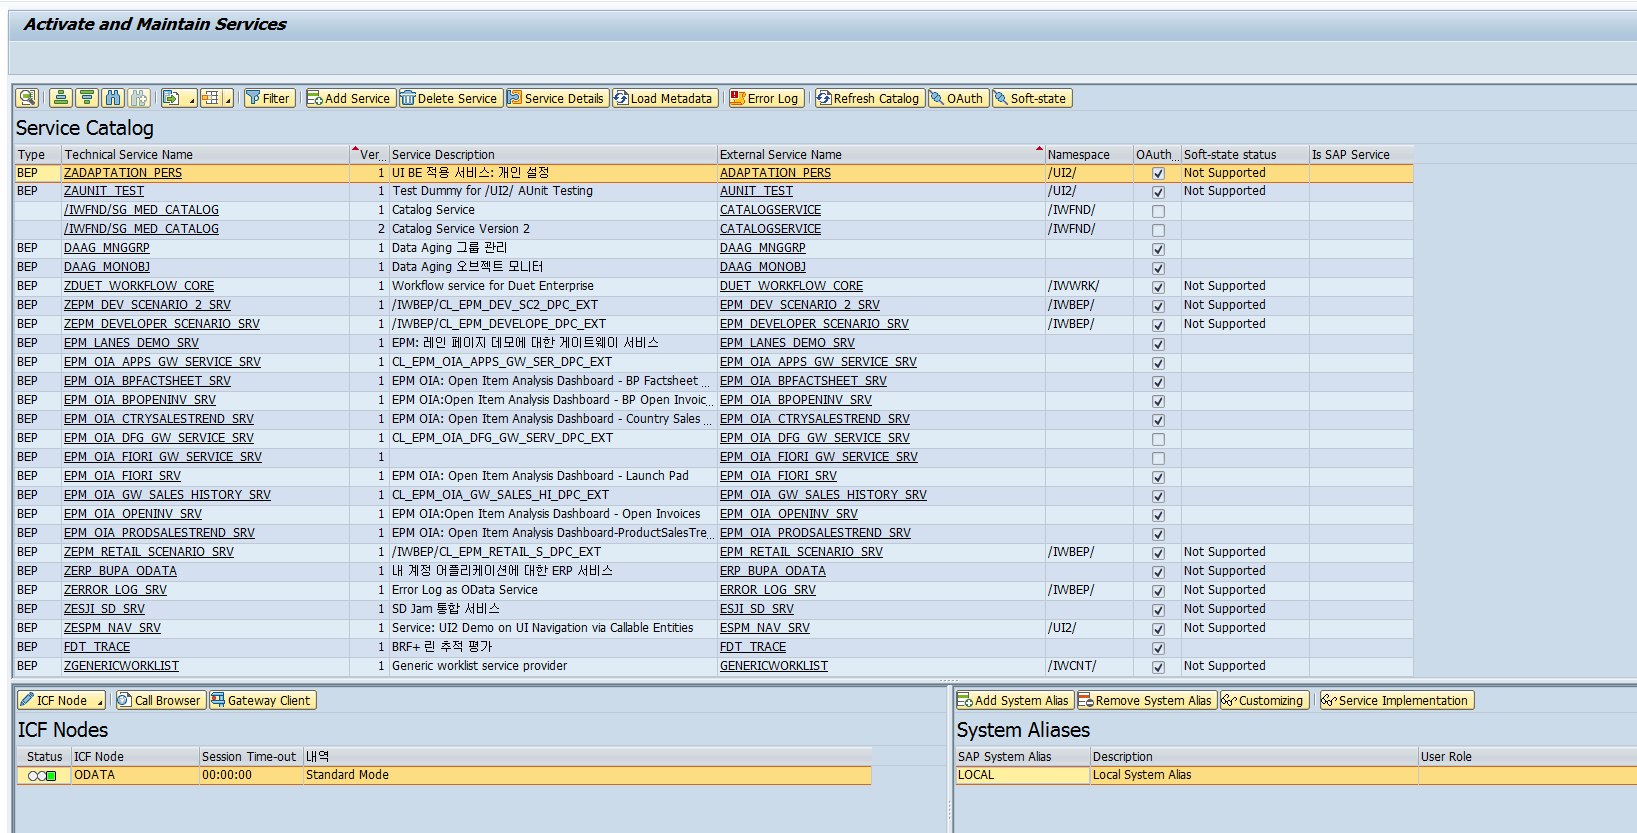 Activate and Maintain Services
Filter Add Service Delete Service Service Details Load Metadata Error Log Refresh Catalog OAuth Soft-state
Service Catalog
Type Technical Service Name Ver... Service Description External Service Name Namespace OAuth... Soft-state status Is SAP Service
BEP ZADAPTATION_PERS 1 UI BE 적용 서비스: 개인 설정 ADAPTATION_PERS /UI2/ Not Supported
BEP ZAUNIT_TEST 1 Test Dummy for /UI2/ AUnit Testing AUNIT_TEST /UI2/ Not Supported
/IWFND/SG_MED_CATALOG 1 Catalog Service CATALOGSERVICE /IWFND/
/IWFND/SG_MED_CATALOG 2 Catalog Service Version 2 CATALOGSERVICE /IWFND/
BEP DAAG_MNGGRP 1 Data Aging 그룹 관리 DAAG_MNGGRP
BEP DAAG_MONOBJ 1 Data Aging 오브젝트 모니터 DAAG_MONOBJ
BEP ZDUET_WORKFLOW_CORE 1 Workflow service for Duet Enterprise DUET_WORKFLOW_CORE /IWWRK/ Not Supported
BEP ZEPM_DEV_SCENARIO_2_SRV 1 /IWBEP/CL_EPM_DEV_SC2_DPC_EXT EPM_DEV_SCENARIO_2_SRV /IWBEP/ Not Supported
BEP ZEPM_DEVELOPER_SCENARIO_SRV 1 /IWBEP/CL_EPM_DEVELOPE_DPC_EXT EPM_DEVELOPER_SCENARIO_SRV /IWBEP/ Not Supported
BEP EPM_LANES_DEMO_SRV 1 EPM: 레인 페이지 데모에 대한 게이트웨이 서비스 EPM_LANES_DEMO_SRV
BEP EPM_OIA_APPS_GW_SERVICE_SRV 1 CL_EPM_OIA_APPS_GW_SER_DPC_EXT EPM_OIA_APPS_GW_SERVICE_SRV
BEP EPM_OIA_BPFACTSHEET_SRV 1 EPM OIA: Open Item Analysis Dashboard - BP Factsheet ... EPM_OIA_BPFACTSHEET_SRV
BEP EPM_OIA_BPOPENINV_SRV 1 EPM OIA:Open Item Analysis Dashboard - BP Open Invoic... EPM_OIA_BPOPENINV_SRV
BEP EPM_OIA_CTRYSALESTREND_SRV 1 EPM OIA: Open Item Analysis Dashboard - Country Sales ... EPM_OIA_CTRYSALESTREND_SRV
BEP EPM_OIA_DFG_GW_SERVICE_SRV 1 CL_EPM_OIA_DFG_GW_SERV_DPC_EXT EPM_OIA_DFG_GW_SERVICE_SRV
BEP EPM_OIA_FIORI_GW_SERVICE_SRV 1 EPM_OIA_FIORI_GW_SERVICE_SRV
BEP EPM_OIA_FIORI_SRV 1 EPM OIA: Open Item Analysis Dashboard - Launch Pad EPM_OIA_FIORI_SRV
BEP EPM_OIA_GW_SALES_HISTORY_SRV 1 CL_EPM_OIA_GW_SALES_HI_DPC_EXT EPM_OIA_GW_SALES_HISTORY_SRV
BEP EPM_OIA_OPENINV_SRV 1 EPM OIA:Open Item Analysis Dashboard - Open Invoices EPM_OIA_OPENINV_SRV
BEP EPM_OIA_PRODSALESTREND_SRV 1 EPM OIA: Open Item Analysis Dashboard-ProductSalesTre... EPM_OIA_PRODSALESTREND_SRV
BEP ZEPM_RETAIL_SCENARIO_SRV 1 /IWBEP/CL_EPM_RETAIL_S_DPC_EXT EPM_RETAIL_SCENARIO_SRV /IWBEP/ Not Supported
BEP ZERP_BUPA_ODATA 1 내 계정 어플리케이션에 대한 ERP 서비스 ERP_BUPA_ODATA Not Supported
BEP ZERROR_LOG_SRV 1 Error Log as OData Service ERROR_LOG_SRV /IWBEP/ Not Supported
BEP ZESJI_SD_SRV 1 SD Jam 통합 서비스 ESJI_SD_SRV Not Supported
BEP ZESPM_NAV_SRV 1 Service: UI2 Demo on UI Navigation via Callable Entities ESPM_NAV_SRV /UI2/ Not Supported
BEP FDT_TRACE 1 BRF+ 린 추적 평가 FDT_TRACE
BEP ZGENERICWORKLIST 1 Generic worklist service provider GENERICWORKLIST /IWCNT/ Not Supported
ICF Node Call Browser Gateway Client
ICF Nodes
Status ICF Node Session Time-out 내역
ODATA 00:00:00 Standard Mode
Add System Alias Remove System Alias Customizing Service Implementation
System Aliases
SAP System Alias Description User Role
LOCAL Local System Alias